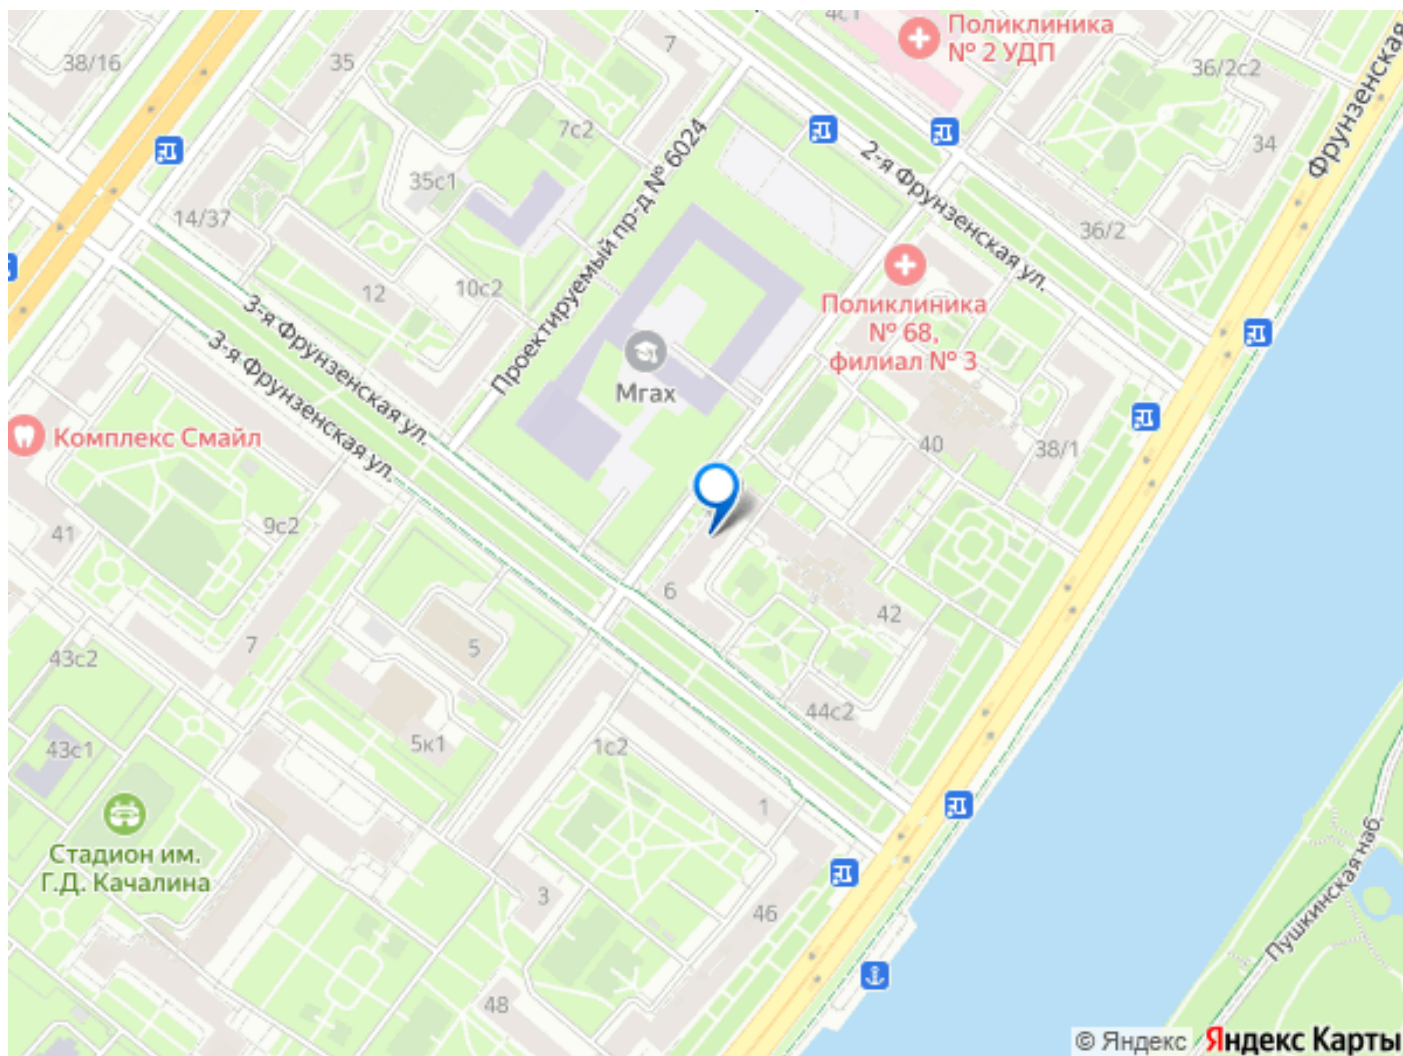 4с1
Поликлиника
№ 2 УДП
38/16
35
7
36/2с2
Фрунзенская
7с2
34
2-я Фрунзенская ул.
35с1
Проектируемый пр-д № 6024
14/37
36/2
12
10с2
Поликлиника
№ 68,
филиал № 3
3-я Фрунзенская ул.
3-я Фрунзенская ул.
Мгах
Комплекс Смайл
40
38/1
41
9с2
6
42
7
5
43с2
44с2
43с1
5к1
1с2
1
Стадион им.
Г.Д. Качалина
3
46
Пушкинская наб.
48
© Яндекс Яндекс Карты